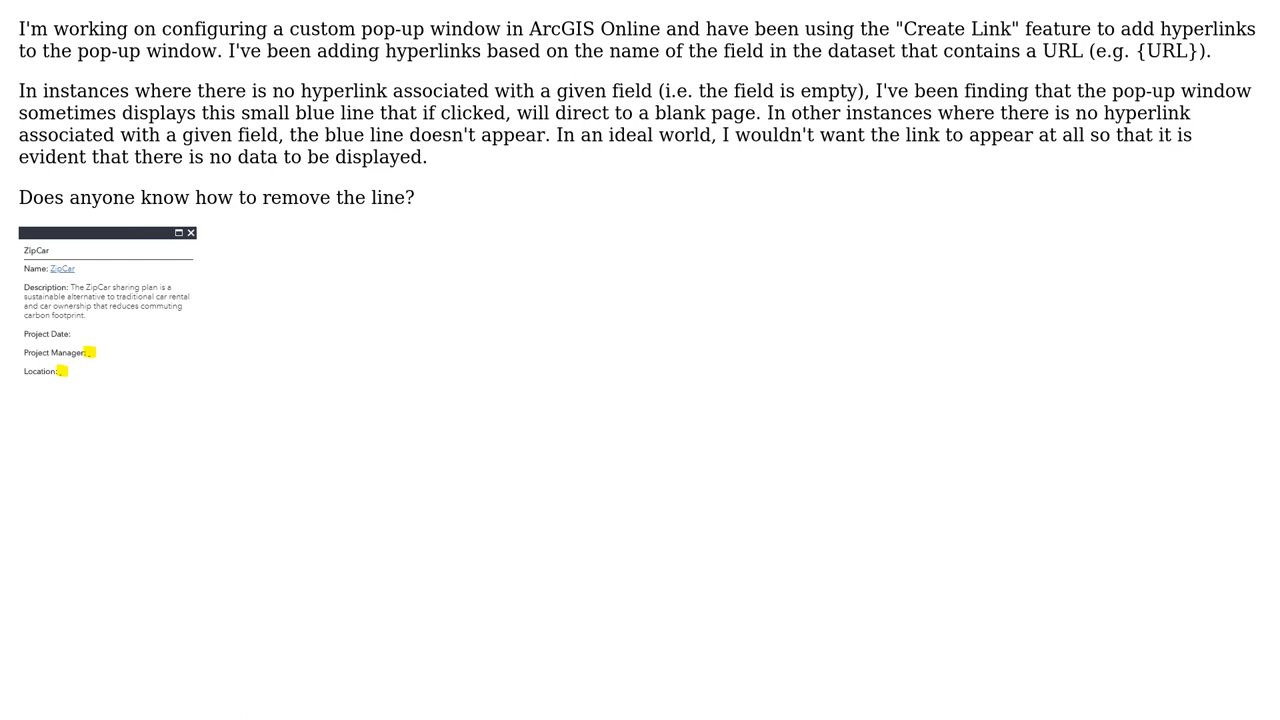 I'm working on configuring a custom pop-up window in ArcGIS Online and have been using the "Create Link" feature to add hyperlinks
to the pop-up window. I've been adding hyperlinks based on the name of the field in the dataset that contains a URL (e.g. {URL}).
In instances where there is no hyperlink associated with a given field (i.e. the field is empty), I've been finding that the pop-up window
sometimes displays this small blue line that if clicked, will direct to a blank page. In other instances where there is no hyperlink
associated with a given field, the blue line doesn't appear. In an ideal world, I wouldn't want the link to appear at all so that it is
evident that there is no data to be displayed.
Does anyone know how to remove the line?
ZipCar
Name: ZipCar
Description: The ZipCar sharing plan is a
sustainable alternative to traditional car rental
and car ownership that reduces commuting
carbon footprint.
Project Date:
Project Manager:
Location: